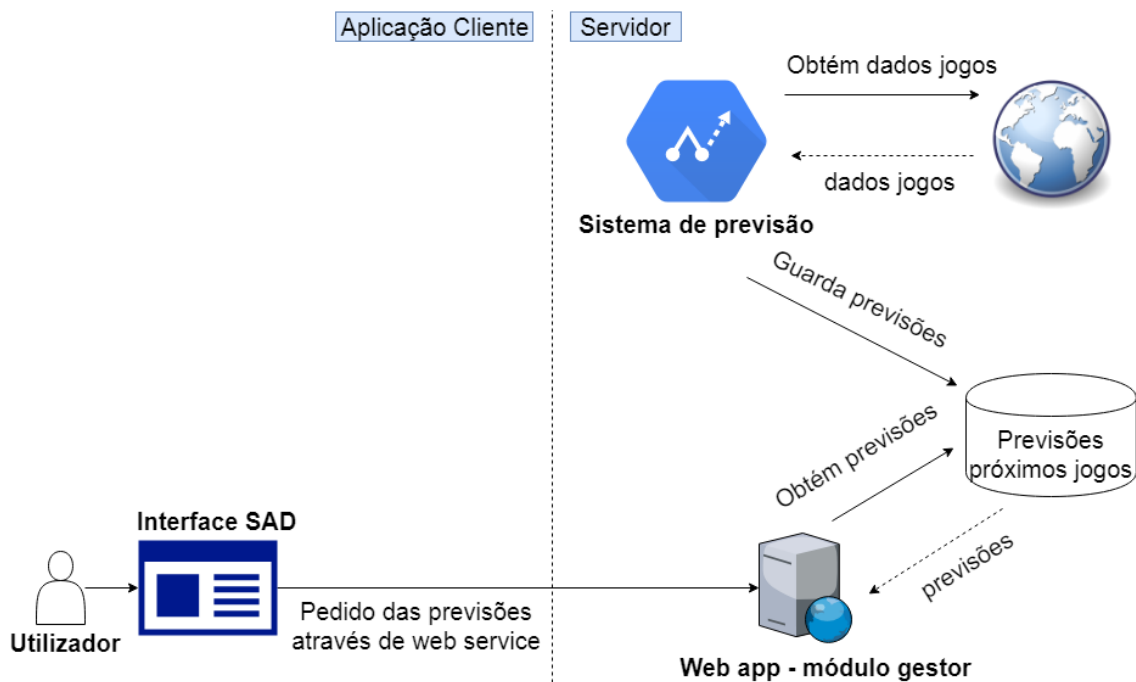 Aplicação Cliente
Servidor
Obtém dados jogos
dados jogos
Sistema de previsão
Guarda previsões
Obtém previsões
Previsões
próximos jogos
previsões
Interface SAD
Pedido das previsões
através de web service
Utilizador
Web app - módulo gestor